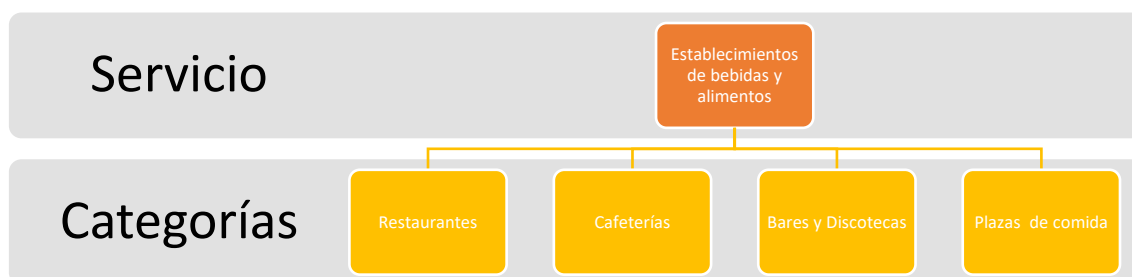 Servicio
Establecimientos
de bebidas y
alimentos
Categorías
Restaurantes
Cafeterías
Bares y Discotecas
Plazas de comida